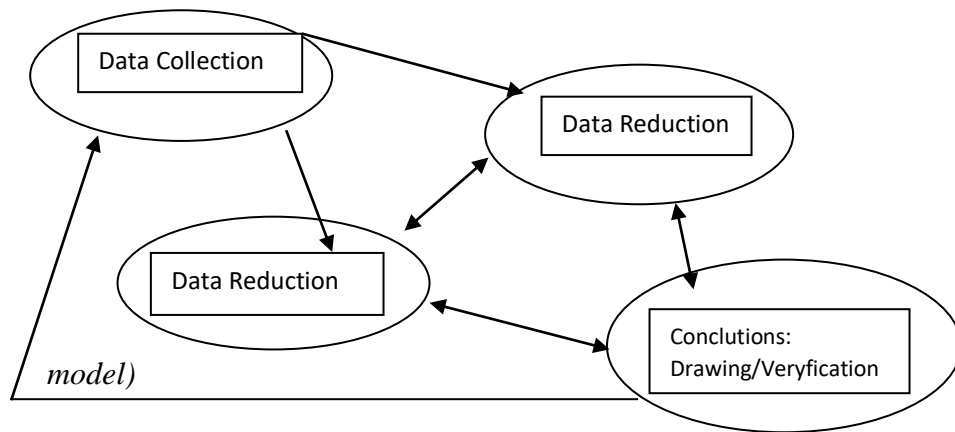 Data Collection
Data Reduction
Data Reduction
Conclutions:
Drawing/Veryfication
model)